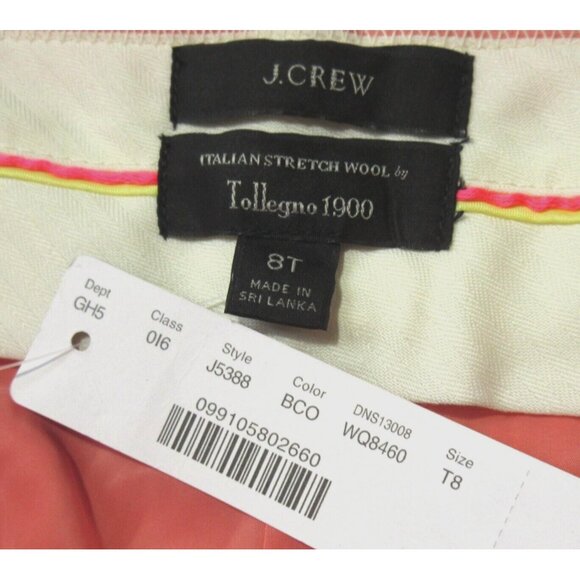 J.CREW
ITALIAN STRETCH WOOL by
Tollegno 1900
8T
MADE IN
SRI LANKA
Dept
GH5
Class
016
Style
J5388
Color
BCO
DNS13008
WQ8460
Size
T8
099105802660